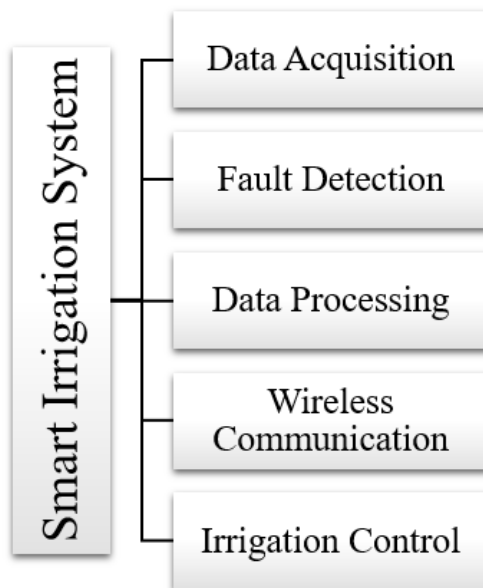 Smart Irrigation System
Data Acquisition
Fault Detection
Data Processing
Wireless
Communication
Irrigation Control